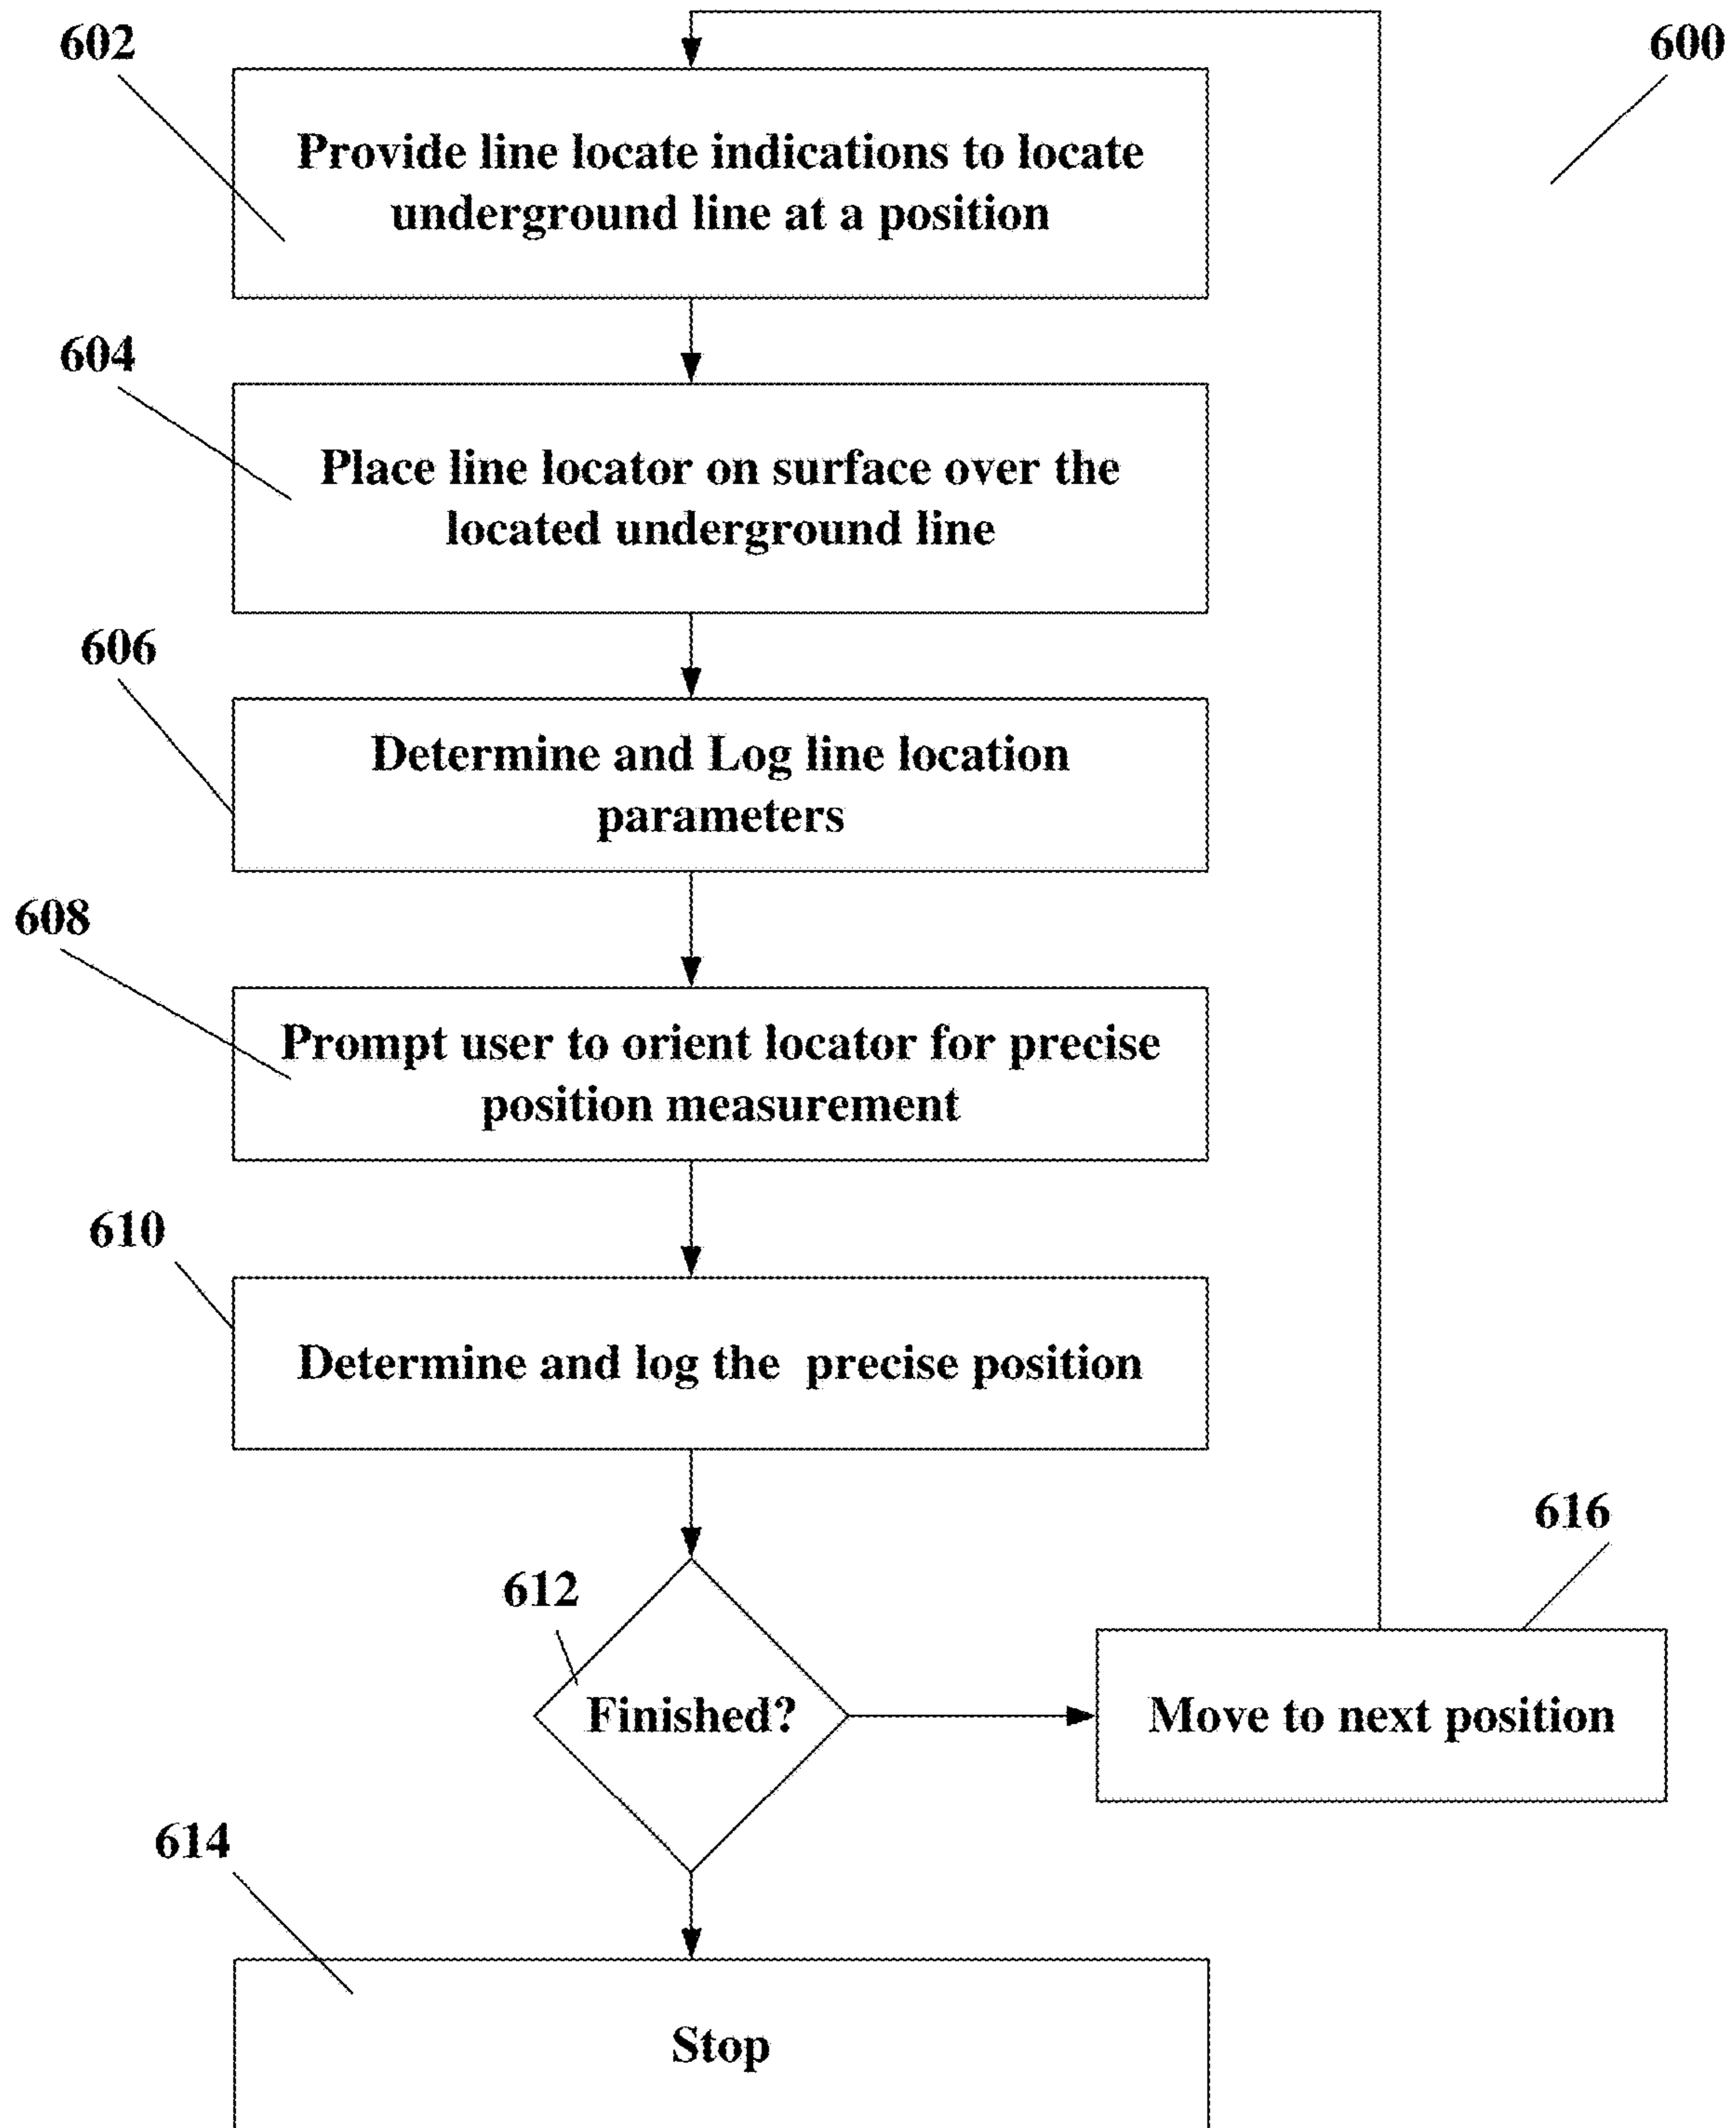 602
600
Provide line locate indications to locate
underground line at a position
604
Place line locator on surface over the
located underground line
606
Determine and Log line location
parameters
608
Prompt user to orient locator for precise
position measurement
610
Determine and log the precise position
616
612
Finished?
Move to next position
614
Stop